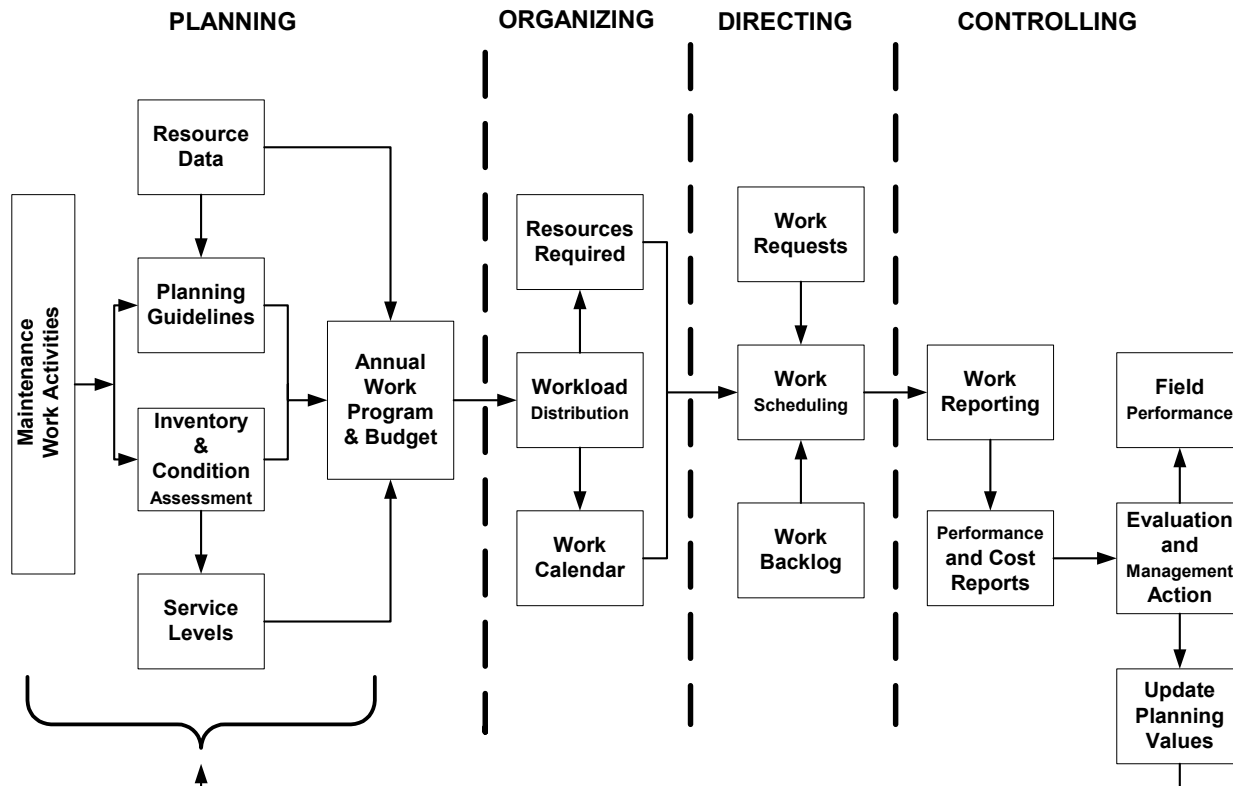 PLANNING
ORGANIZING
DIRECTING
CONTROLLING
Resource
Data
Maintenance
Work Activities
Planning
Guidelines
Inventory
&
Condition
Assessment
Service
Levels
Annual
Work
Program
& Budget
Resources
Required
Workload
Distribution
Work
Calendar
Work
Requests
Work
Scheduling
Work
Backlog
Work
Reporting
Performance
and Cost
Reports
Field
Performance
Evaluation
and
Management
Action
Update
Planning
Values